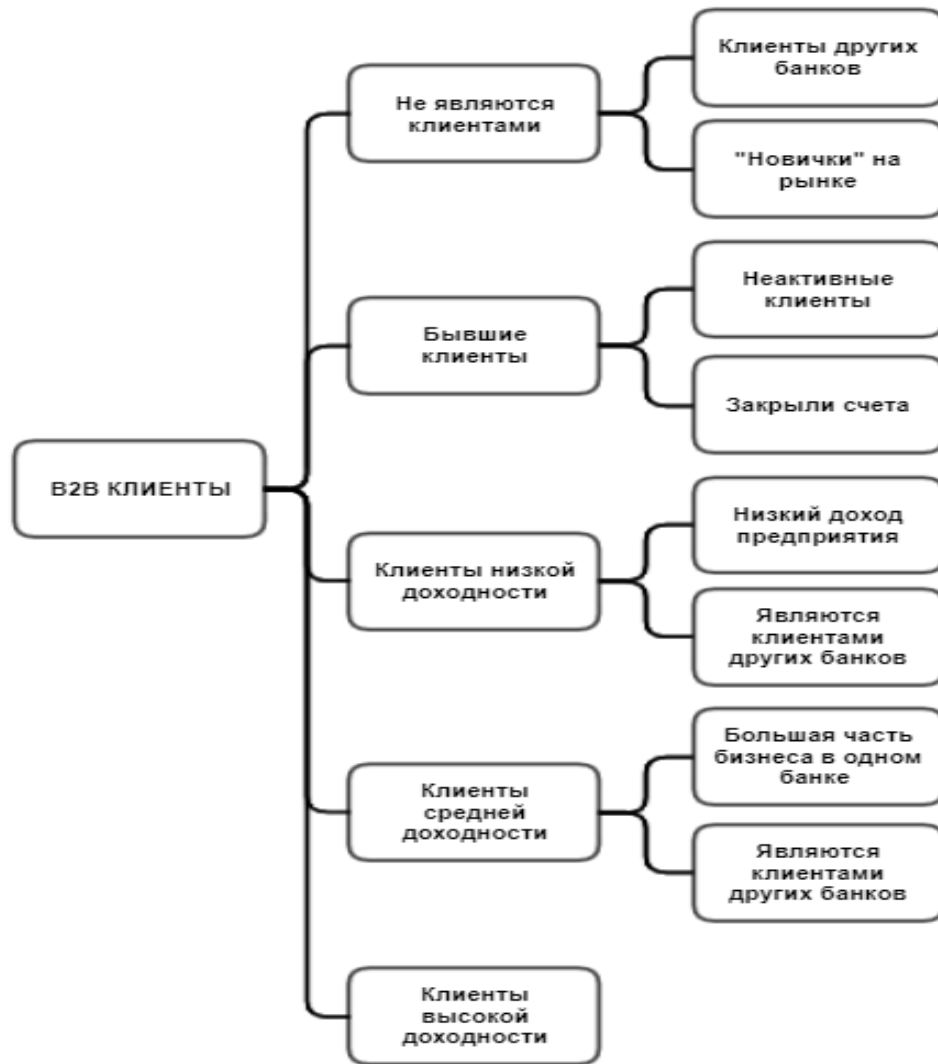 Клиенты других
банков
Не являются
клиентами
"Новички" на
рынке
Неактивные
клиенты
Бывшие
клиенты
Закрыли счета
B2B КЛИЕНТЫ
Низкий доход
предприятия
Клиенты низкой
доходности
Являются
клиентами
других банков
Большая часть
бизнеса в одном
банке
Клиенты
средней
доходности
Являются
клиентами
других банков
Клиенты
высокой
доходности